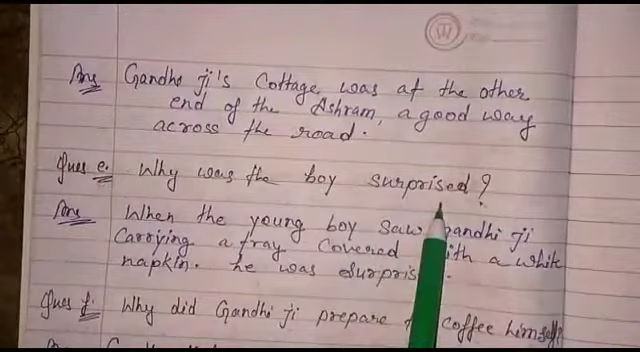 Ans Gandhi ji's Cottage was at the other
end of the Ashram, a good way
across the road.
Ques e. Why was the boy surprised?
Ans When the young boy saw Gandhi ji
carrying a tray covered with a white
napkin. he was surpris
Ques f. Why did Gandhi ji prepare coffee himself